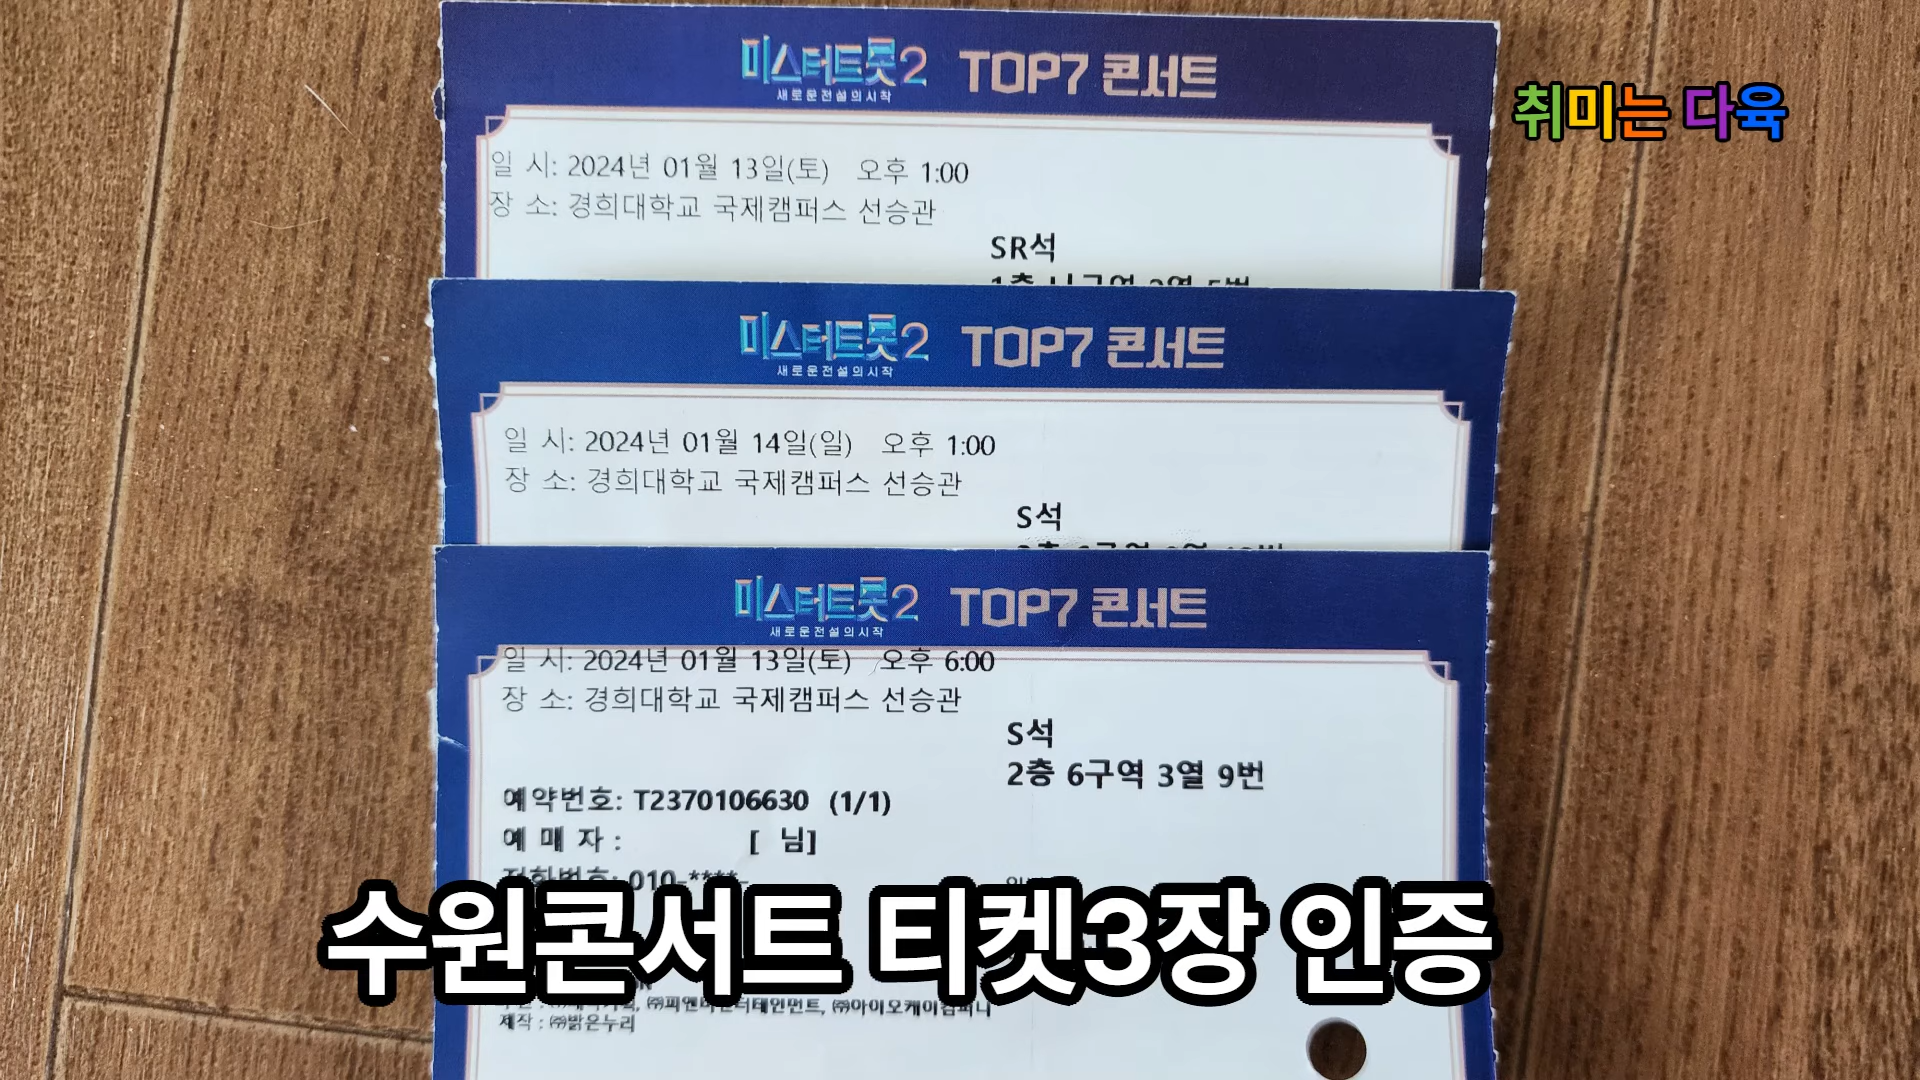 미스터트롯2 TOP7 콘서트
새로운전설의시작
취미는 다육
일 시: 2024년 01월 13일(토) 오후 1:00
장 소: 경희대학교 국제캠퍼스 선승관
SR석
미스터트롯2 TOP7 콘서트
새로운전설의시작
일 시: 2024년 01월 14일(일) 오후 1:00
장 소: 경희대학교 국제캠퍼스 선승관
S석
미스터트롯2 TOP7 콘서트
새로운전설의시작
일 시: 2024년 01월 13일(토) 오후 6:00
장 소: 경희대학교 국제캠퍼스 선승관
S석
2층 6구역 3열 9번
예약번호: T2370106630 (1/1)
예 매 자 : [ 님]
전화번호: 010-****-
수원콘서트 티켓3장 인증
제작 : ㈜밝은누리